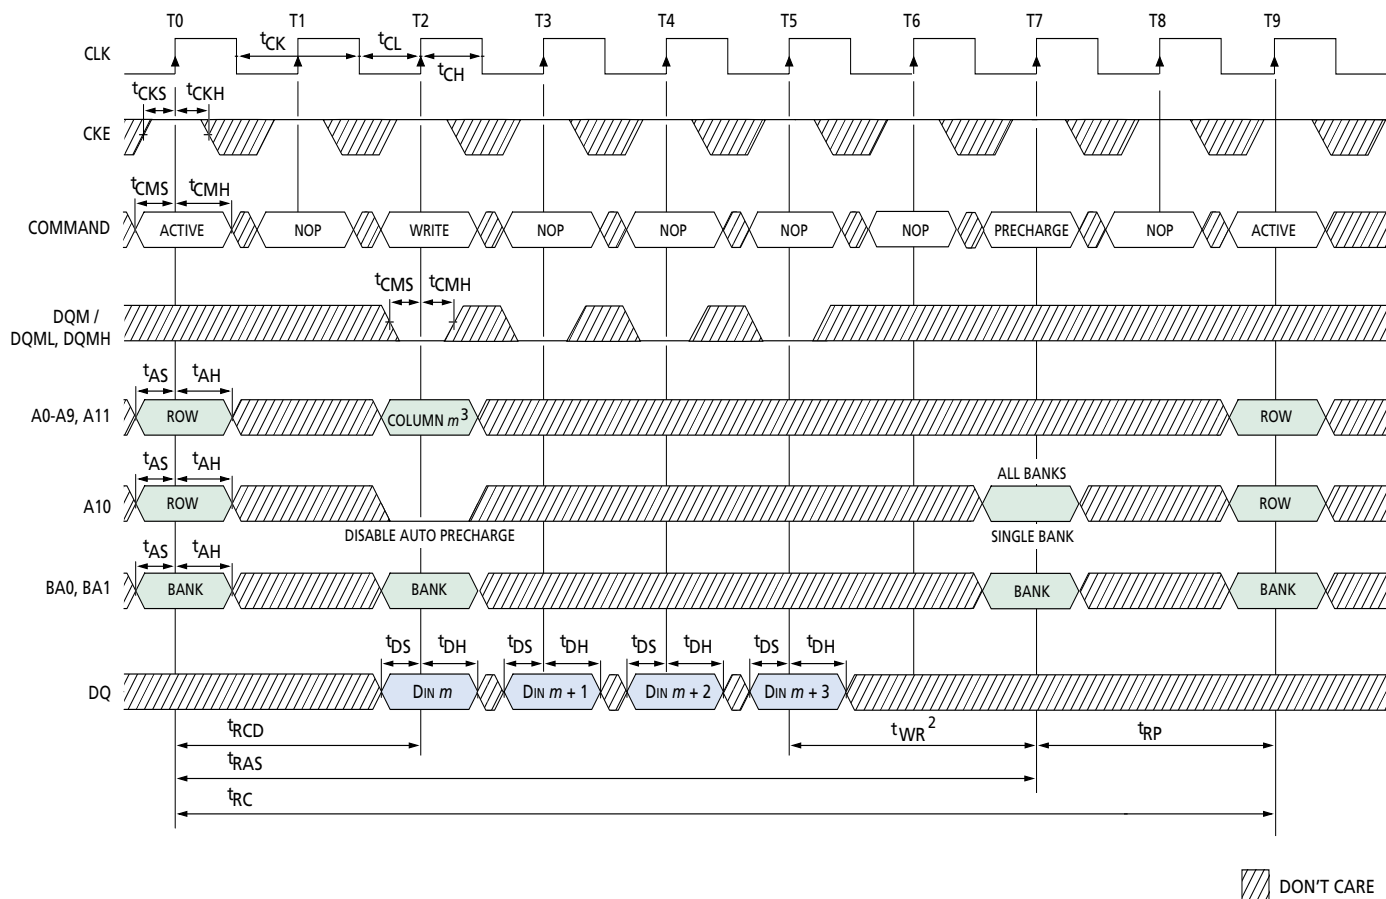 T0 T1 T2 T3 T4 T5 T6 T7 T8 T9
CLK
tCK tCL
tCH
tCKS tCKH
CKE
tCMS tCMH
COMMAND ACTIVE NOP WRITE NOP NOP NOP NOP PRECHARGE NOP ACTIVE
tCMS tCMH
DQM /
DQML, DQMH
tAS tAH
A0-A9, A11 ROW COLUMN m3 ROW
tAS tAH
ALL BANKS
A10 ROW ROW
DISABLE AUTO PRECHARGE SINGLE BANK
tAS tAH
BA0, BA1 BANK BANK BANK BANK
tDS tDH tDS tDH tDS tDH tDS tDH
DQ DIN m DIN m + 1 DIN m + 2 DIN m + 3
tRCD tWR2 tRP
tRAS
tRC
DON'T CARE